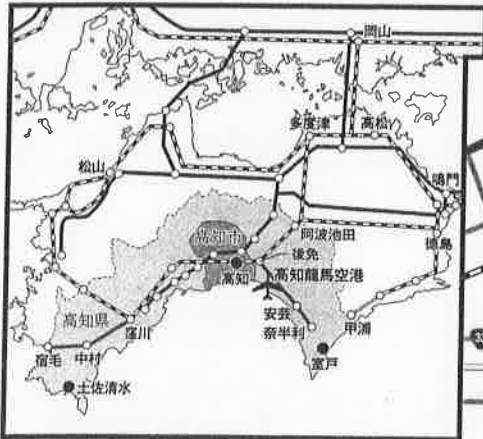 岡山
多度津
高松
松山
鳴門
徳島
阿波池田
高知市
後免
高知
高知龍馬空港
高知県
安芸
甲浦
窪川
奈半利
宿毛
中村
室戸
土佐清水